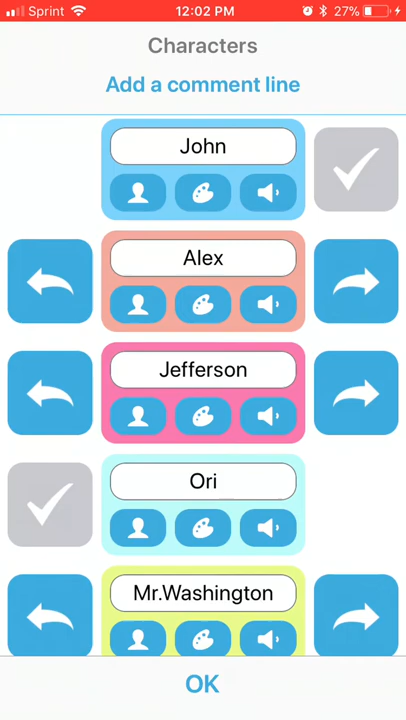 Sprint 12:02 PM 27%
Characters
Add a comment line
John
Alex
Jefferson
Ori
Mr.Washington
OK